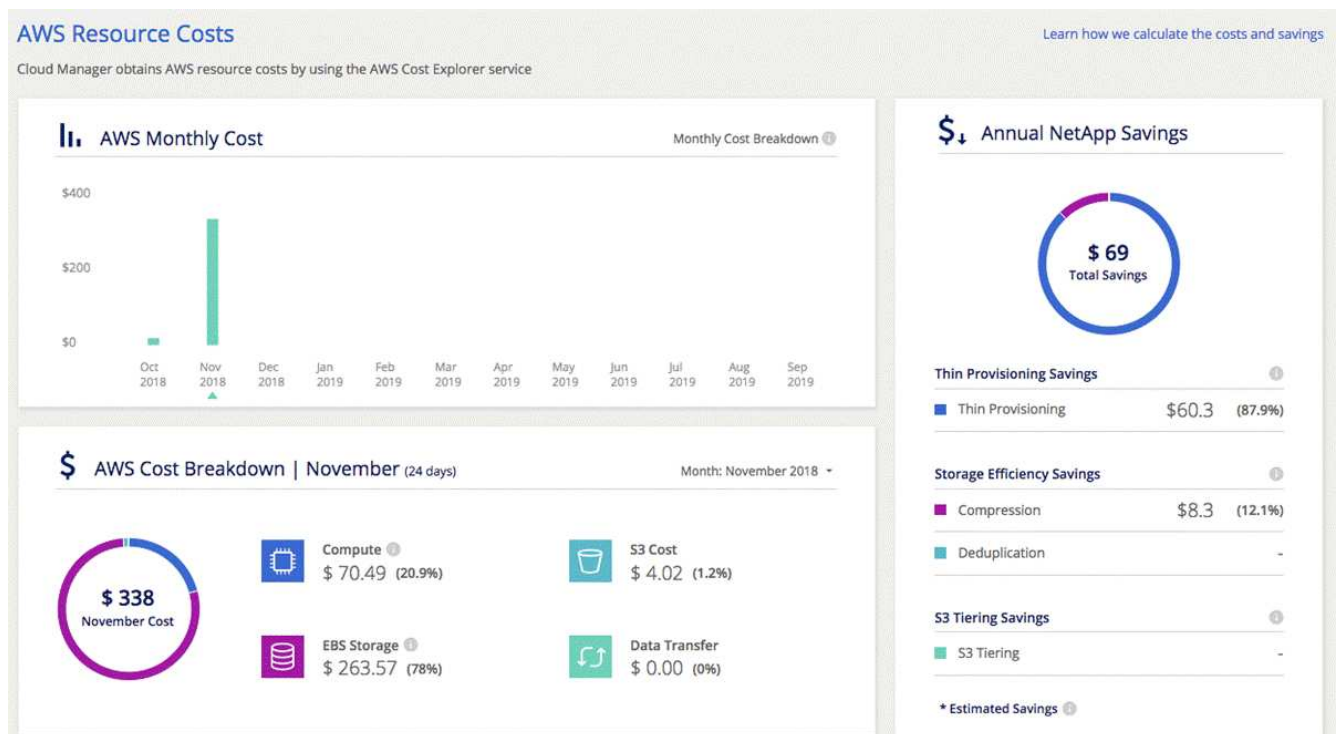 AWS Resource Costs
Learn how we calculate the costs and savings
Cloud Manager obtains AWS resource costs by using the AWS Cost Explorer service
AWS Monthly Cost
Monthly Cost Breakdown
$400
$200
$0
Oct Nov Dec Jan Feb Mar Apr May Jun Jul Aug Sep
2018 2018 2018 2019 2019 2019 2019 2019 2019 2019 2019 2019
AWS Cost Breakdown | November (24 days)
Month: November 2018
$ 338
November Cost
Compute
$ 70.49 (20.9%)
S3 Cost
$ 4.02 (1.2%)
EBS Storage
$ 263.57 (78%)
Data Transfer
$ 0.00 (0%)
Annual NetApp Savings
$ 69
Total Savings
Thin Provisioning Savings
Thin Provisioning $60.3 (87.9%)
Storage Efficiency Savings
Compression $8.3 (12.1%)
Deduplication -
S3 Tiering Savings
S3 Tiering -
* Estimated Savings